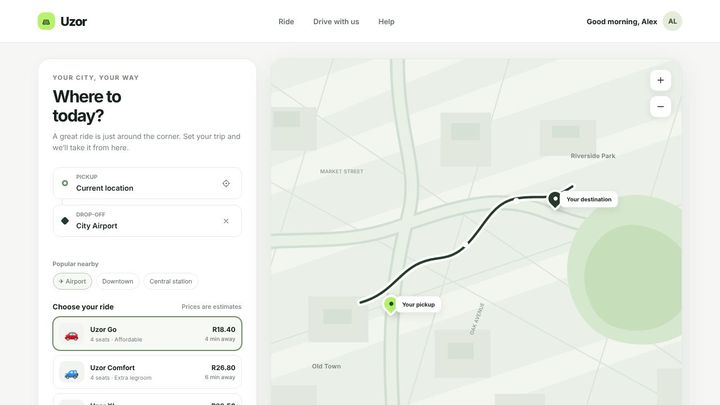 Uzor
Ride
Drive with us
Help
Good morning, Alex
AL
YOUR CITY, YOUR WAY
Where to
today?
A great ride is just around the corner. Set your trip and
we'll take it from here.
PICKUP
Current location
DROP-OFF
City Airport
Popular nearby
Airport
Downtown
Central station
Choose your ride
Prices are estimates
Uzor Go
R18.40
4 seats · Affordable
4 min away
Uzor Comfort
R26.80
4 seats · Extra legroom
6 min away
MARKET STREET
Riverside Park
Your destination
Your pickup
OAK AVENUE
Old Town